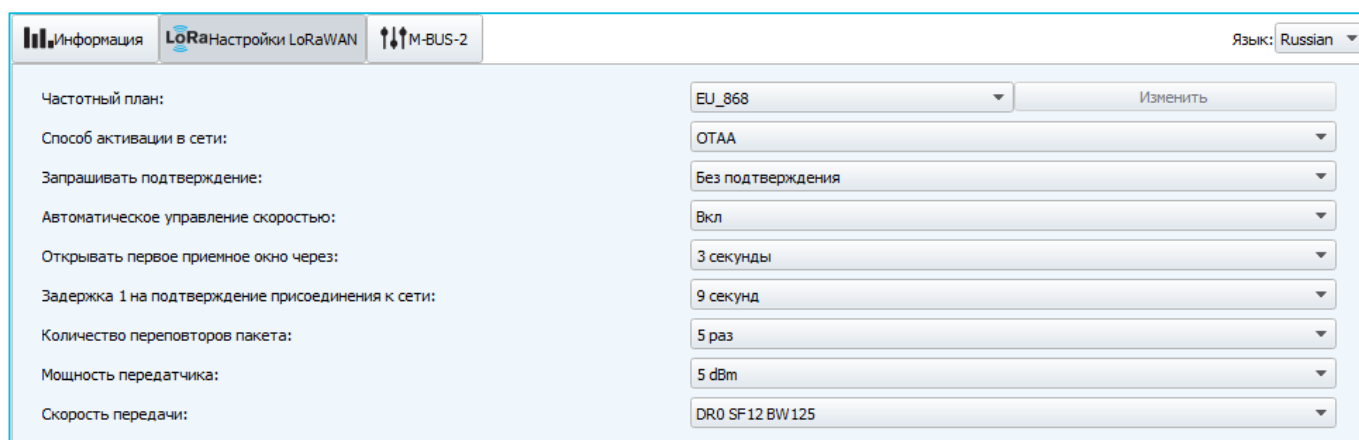 Информация LoRa Настройки LoRaWAN M-BUS-2 Язык: Russian
Частотный план: EU_868 Изменить
Способ активации в сети: OTAA
Запрашивать подтверждение: Без подтверждения
Автоматическое управление скоростью: Вкл
Открывать первое приемное окно через: 3 секунды
Задержка 1 на подтверждение присоединения к сети: 9 секунд
Количество переповторов пакета: 5 раз
Мощность передатчика: 5 dBm
Скорость передачи: DR0 SF12 BW125